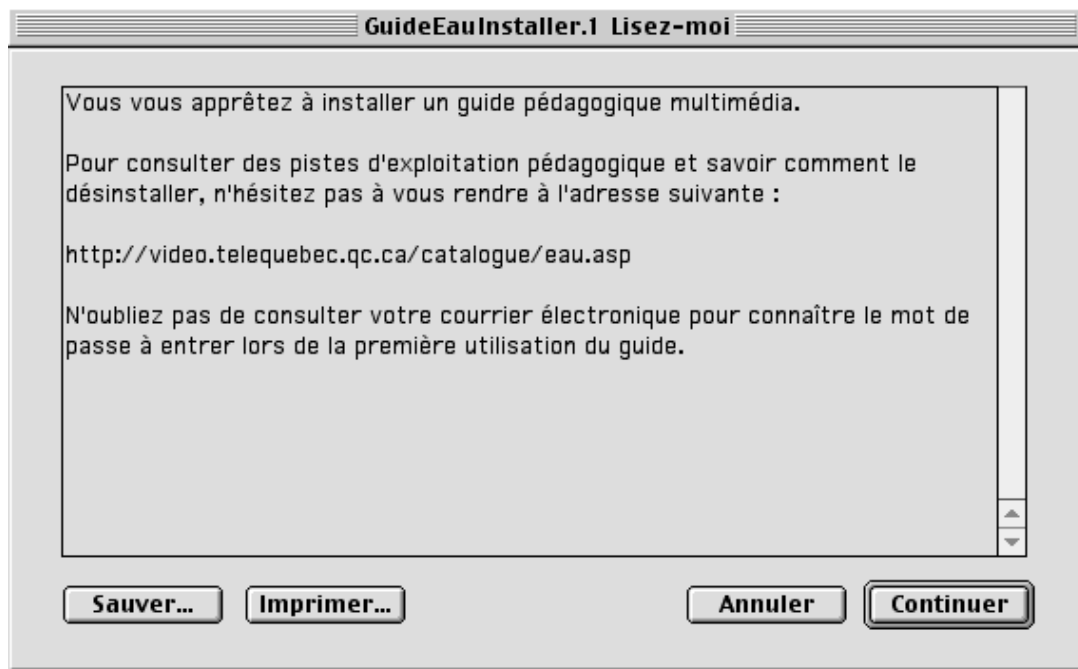 GuideEauInstaller.1 Lisez-moi
Vous vous apprêtez à installer un guide pédagogique multimédia.
Pour consulter des pistes d'exploitation pédagogique et savoir comment le
désinstaller, n'hésitez pas à vous rendre à l'adresse suivante :
http://video.telequebec.qc.ca/catalogue/eau.asp
N'oubliez pas de consulter votre courrier électronique pour connaître le mot de
passe à entrer lors de la première utilisation du guide.
Sauver... Imprimer... Annuler Continuer